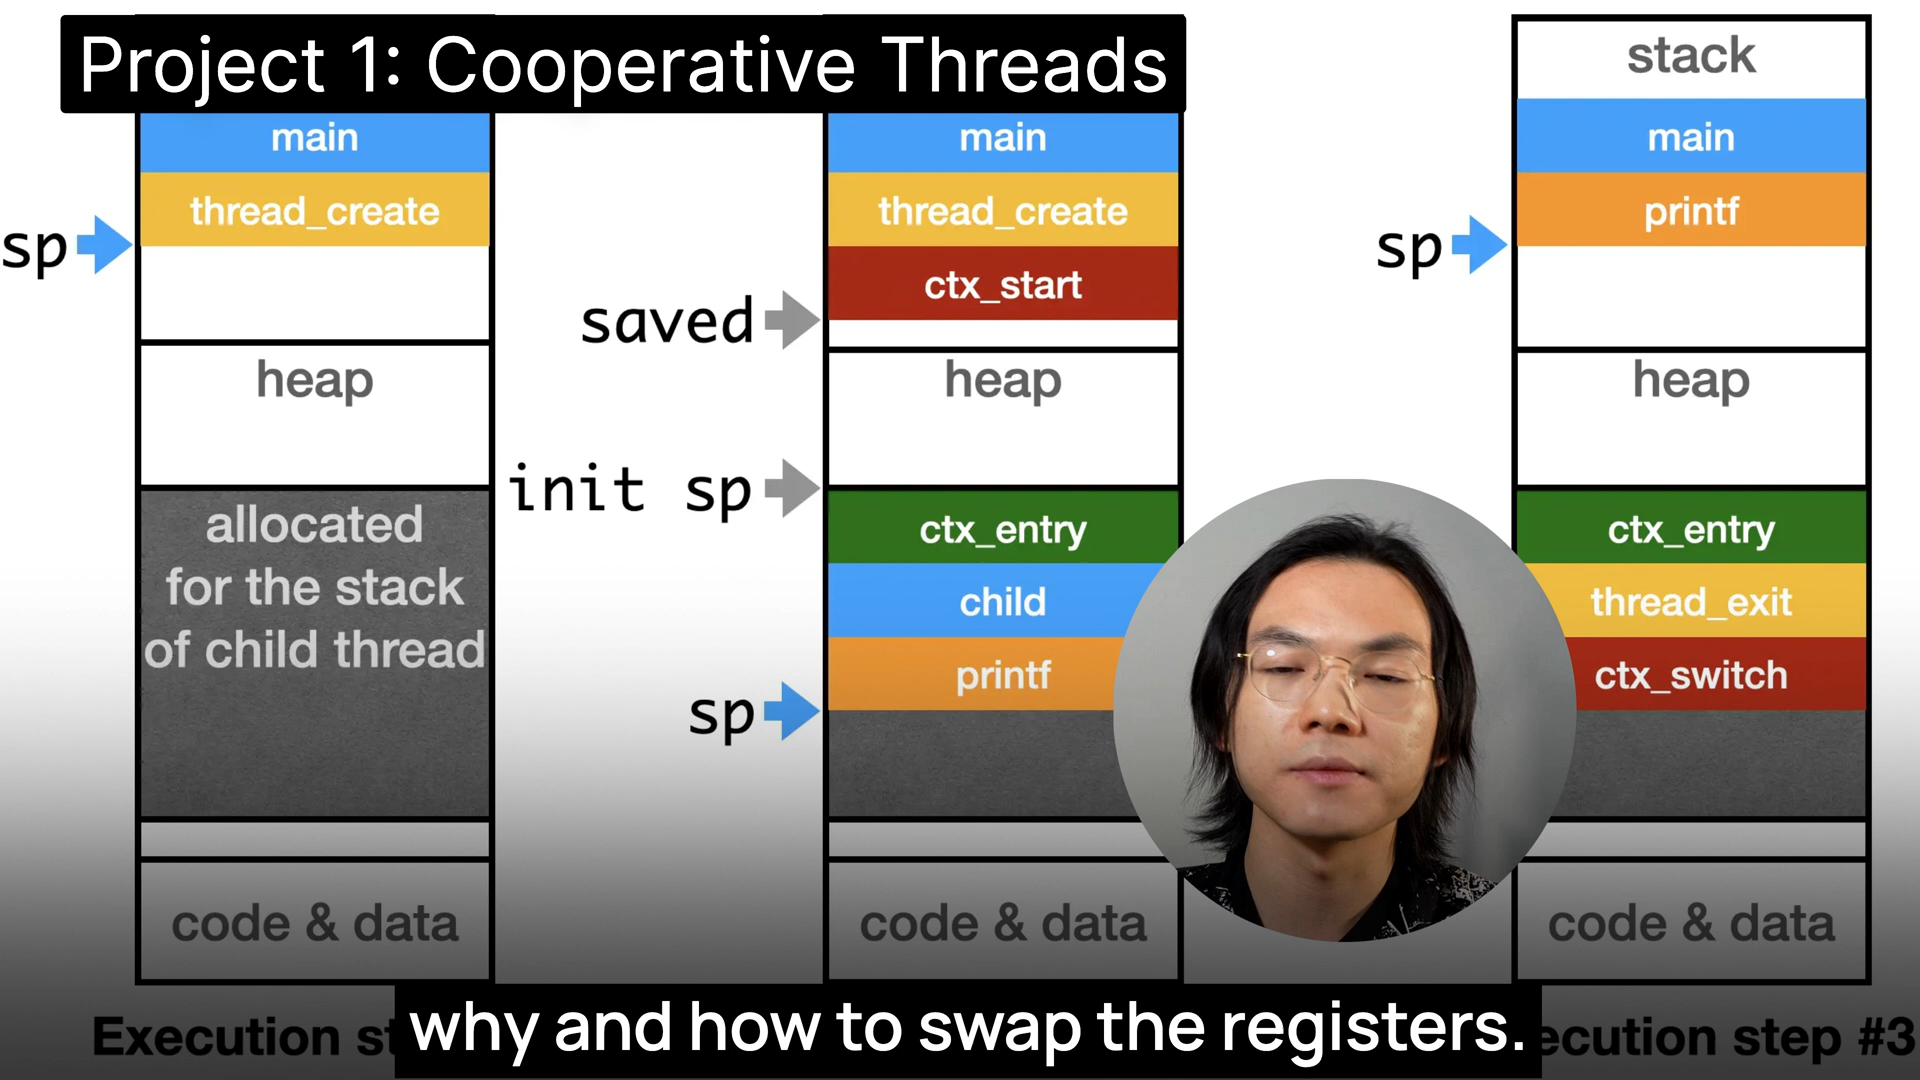 Project 1: Cooperative Threads
main
thread_create
sp
heap
allocated
for the stack
of child thread
code & data
Execution st
main
thread_create
ctx_start
saved
heap
init sp
ctx_entry
child
printf
sp
code & data
stack
main
printf
sp
heap
ctx_entry
thread_exit
ctx_switch
code & data
ecution step #3
why and how to swap the registers.